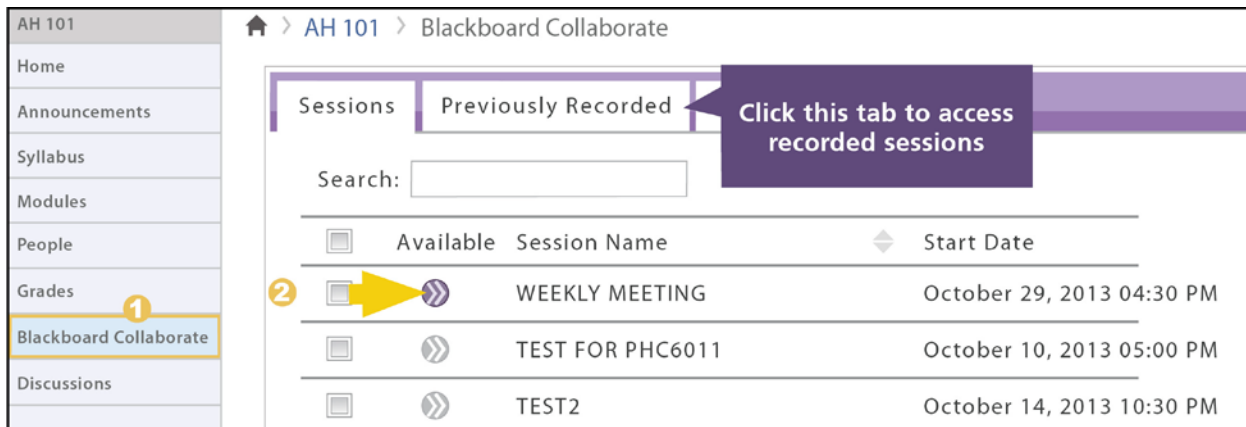 AH 101
AH 101 > Blackboard Collaborate
Home
Announcements
Syllabus
Modules
People
Grades
1
Blackboard Collaborate
Discussions
Sessions
Previously Recorded
Click this tab to access
recorded sessions
Search:
Available Session Name Start Date
2 WEEKLY MEETING October 29, 2013 04:30 PM
TEST FOR PHC6011 October 10, 2013 05:00 PM
TEST2 October 14, 2013 10:30 PM